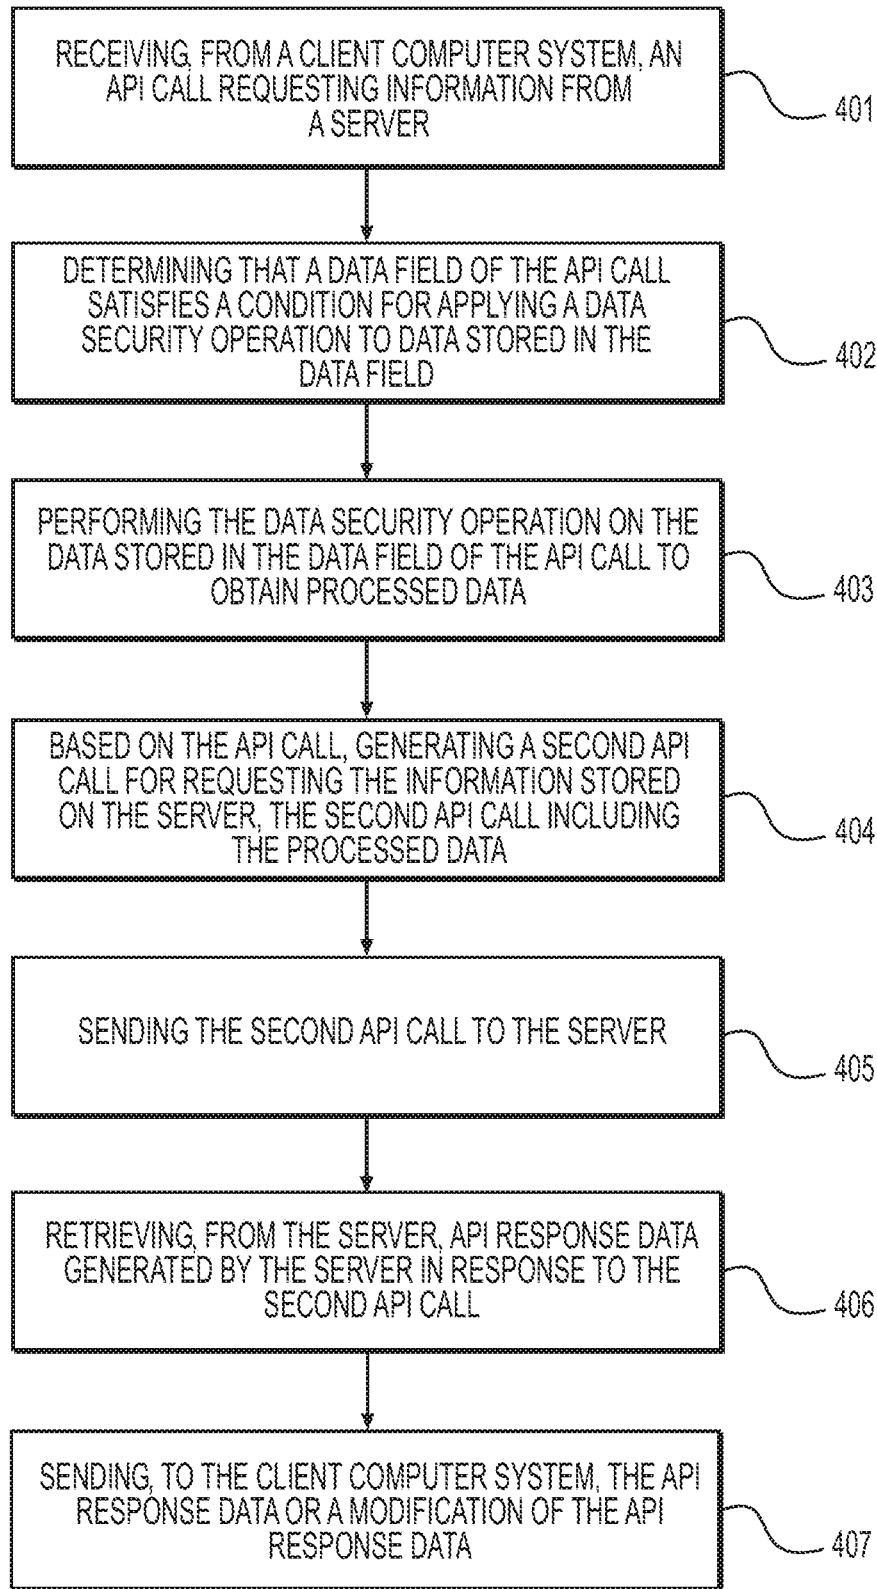 RECEIVING, FROM A CLIENT COMPUTER SYSTEM, AN
API CALL REQUESTING INFORMATION FROM
A SERVER
401
DETERMINING THAT A DATA FIELD OF THE API CALL
SATISFIES A CONDITION FOR APPLYING A DATA
SECURITY OPERATION TO DATA STORED IN THE
DATA FIELD
402
PERFORMING THE DATA SECURITY OPERATION ON THE
DATA STORED IN THE DATA FIELD OF THE API CALL TO
OBTAIN PROCESSED DATA
403
BASED ON THE API CALL, GENERATING A SECOND API
CALL FOR REQUESTING THE INFORMATION STORED
ON THE SERVER, THE SECOND API CALL INCLUDING
THE PROCESSED DATA
404
SENDING THE SECOND API CALL TO THE SERVER
405
RETRIEVING, FROM THE SERVER, API RESPONSE DATA
GENERATED BY THE SERVER IN RESPONSE TO THE
SECOND API CALL
406
SENDING, TO THE CLIENT COMPUTER SYSTEM, THE API
RESPONSE DATA OR A MODIFICATION OF THE API
RESPONSE DATA
407